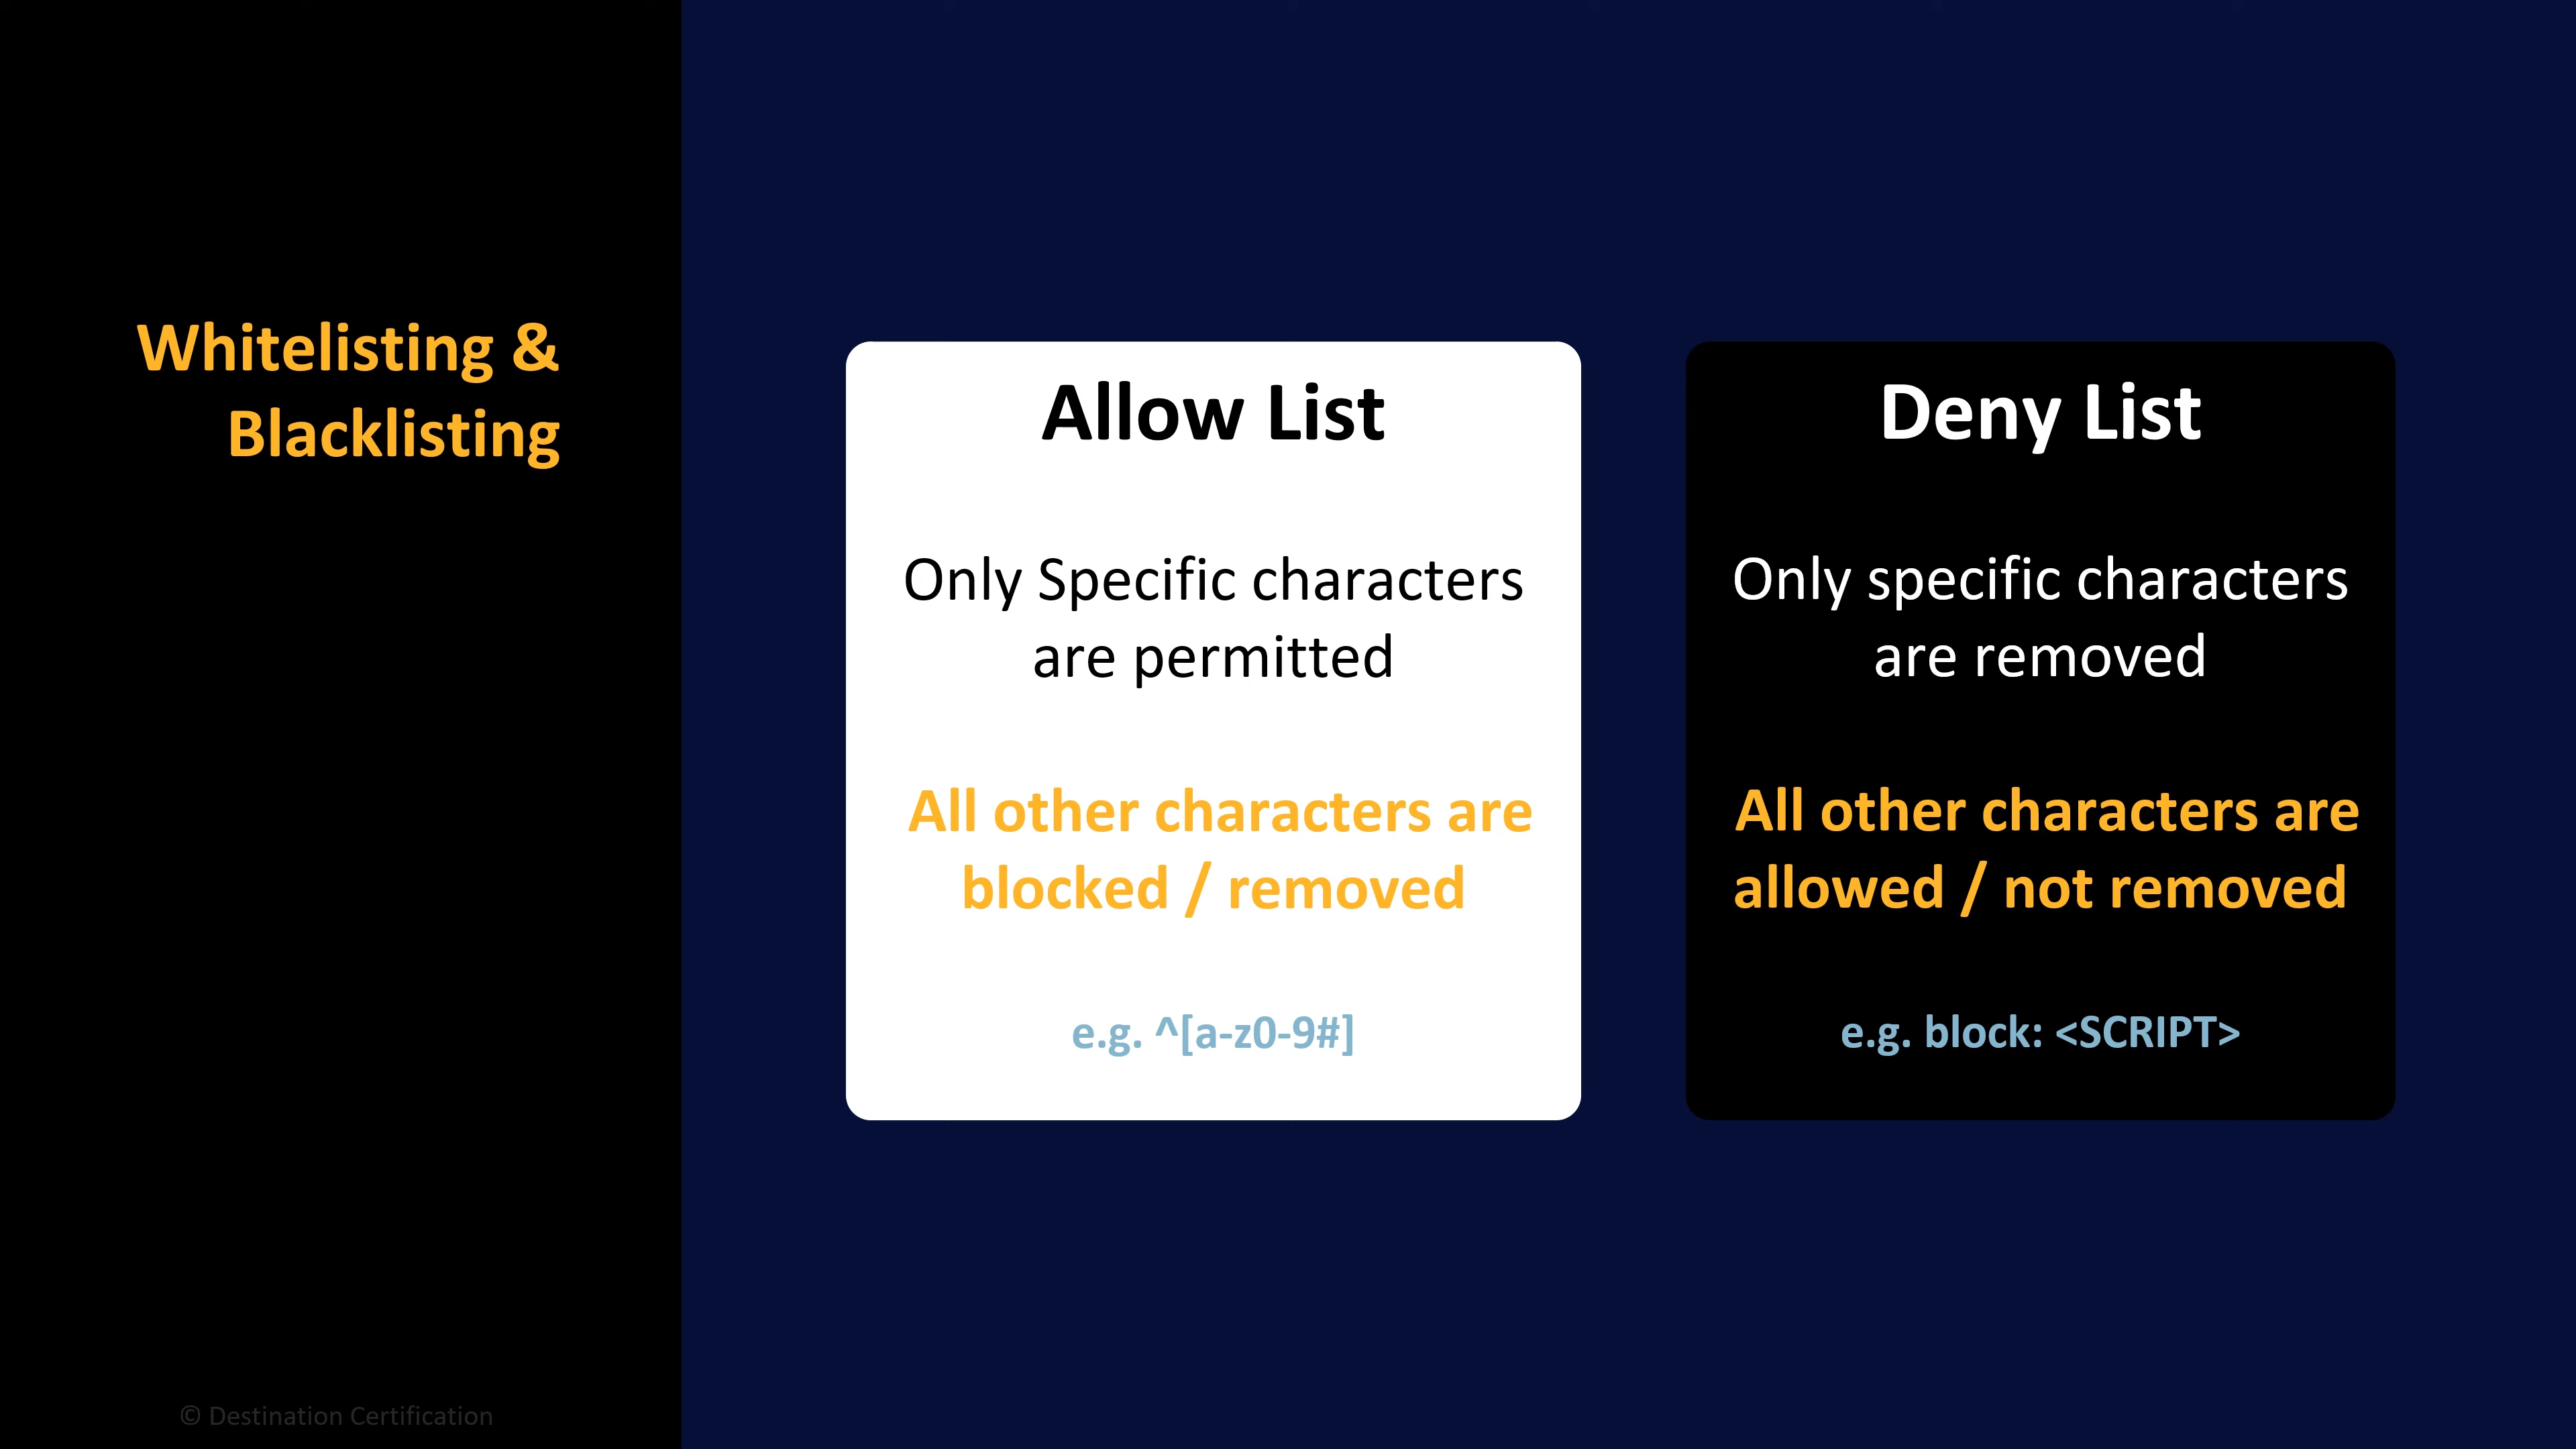 Whitelisting &
Blacklisting
Allow List
Only Specific characters
are permitted
All other characters are
blocked / removed
e.g. ^[a-z0-9#]
Deny List
Only specific characters
are removed
All other characters are
allowed / not removed
e.g. block: <SCRIPT>
© Destination Certification